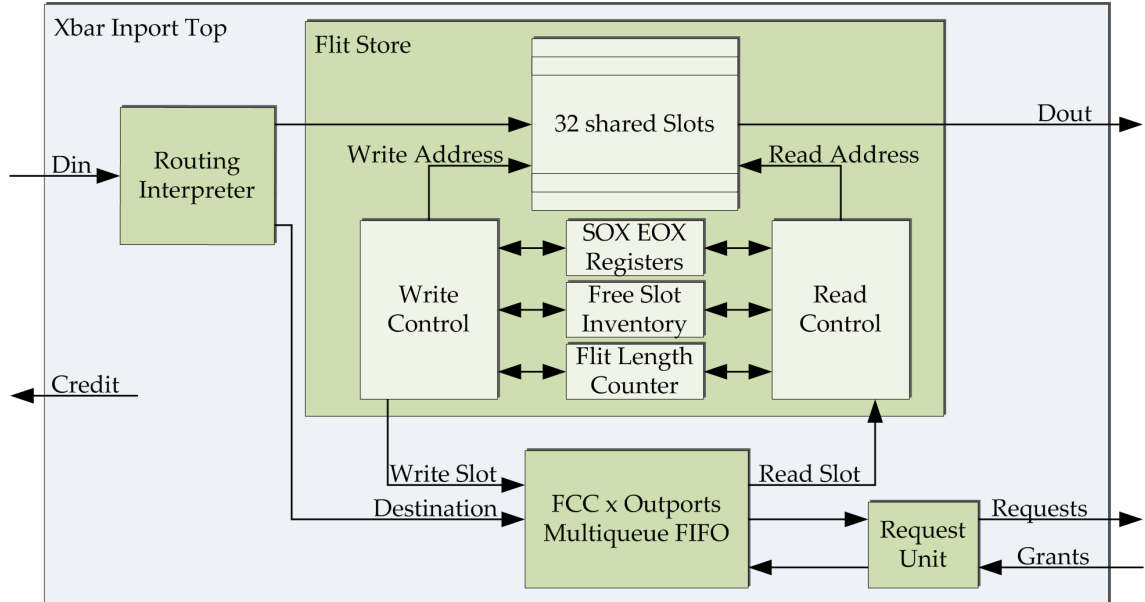 Xbar Inport Top
Flit Store
32 shared Slots
Dout
Write Address
Read Address
Din
Routing
Interpreter
SOX EOX
Registers
Write
Control
Free Slot
Inventory
Read
Control
Flit Length
Counter
Credit
Write Slot
Read Slot
Destination
FCC x Outports
Multiqueue FIFO
Request
Unit
Requests
Grants